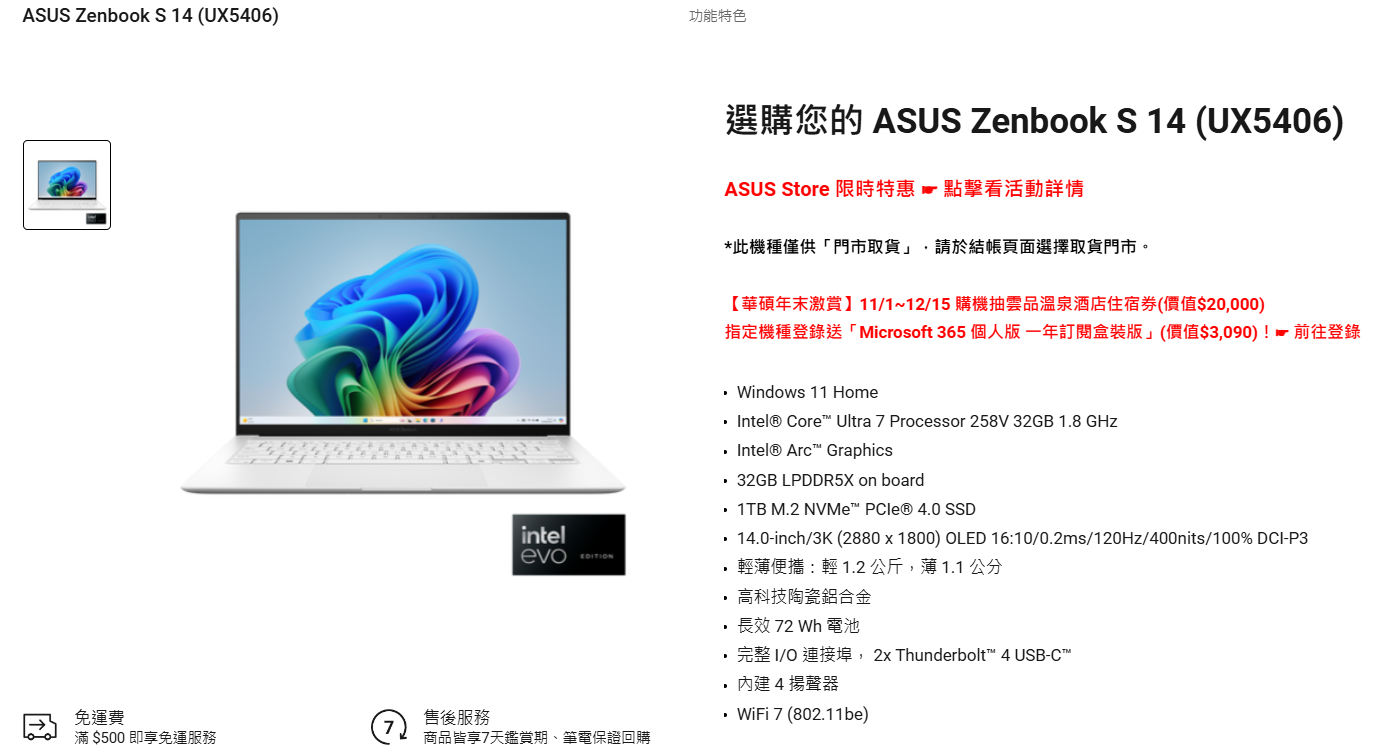 ASUS Zenbook S 14 (UX5406)
功能特色
選購您的 ASUS Zenbook S 14 (UX5406)
ASUS Store 限時特惠 ☛ 點擊看活動詳情
*此機種僅供「門市取貨」，請於結帳頁面選擇取貨門市。
【華碩年末激賞】11/1~12/15 購機抽雲品溫泉酒店住宿券(價值$20,000)
指定機種登錄送「Microsoft 365 個人版 一年訂閱盒裝版」(價值$3,090)！☛ 前往登錄
• Windows 11 Home
• Intel® Core™ Ultra 7 Processor 258V 32GB 1.8 GHz
• Intel® Arc™ Graphics
• 32GB LPDDR5X on board
• 1TB M.2 NVMe™ PCIe® 4.0 SSD
• 14.0-inch/3K (2880 x 1800) OLED 16:10/0.2ms/120Hz/400nits/100% DCI-P3
• 輕薄便攜：輕 1.2 公斤，薄 1.1 公分
• 高科技陶瓷鋁合金
• 長效 72 Wh 電池
• 完整 I/O 連接埠， 2x Thunderbolt™ 4 USB-C™
• 內建 4 揚聲器
• WiFi 7 (802.11be)
intel
evo EDITION
免運費
滿 $500 即享免運服務
7
售後服務
商品皆享7天鑑賞期、筆電保證回購